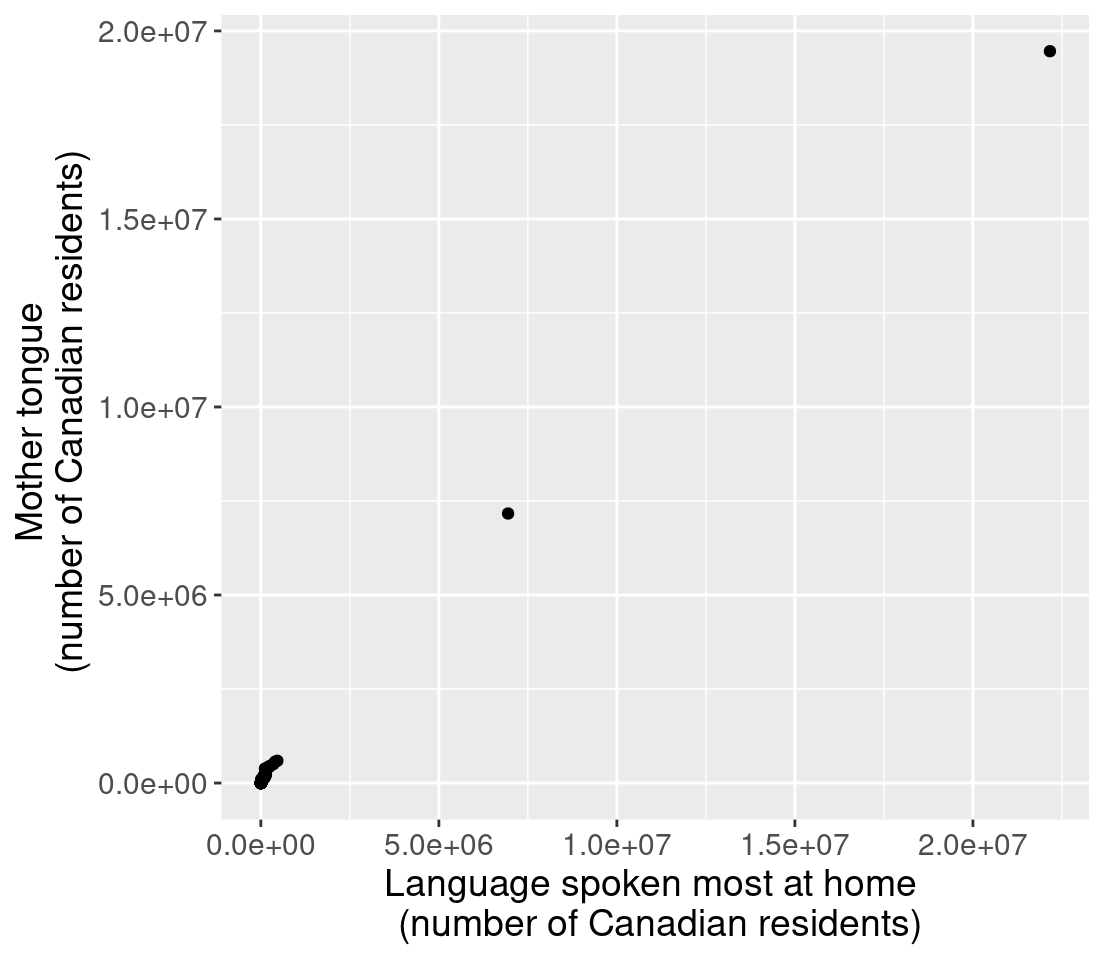 2.0e+07
1.5e+07
1.0e+07
5.0e+06
0.0e+00
Mother tongue
(number of Canadian residents)
0.0e+00 5.0e+06 1.0e+07 1.5e+07 2.0e+07
Language spoken most at home
(number of Canadian residents)